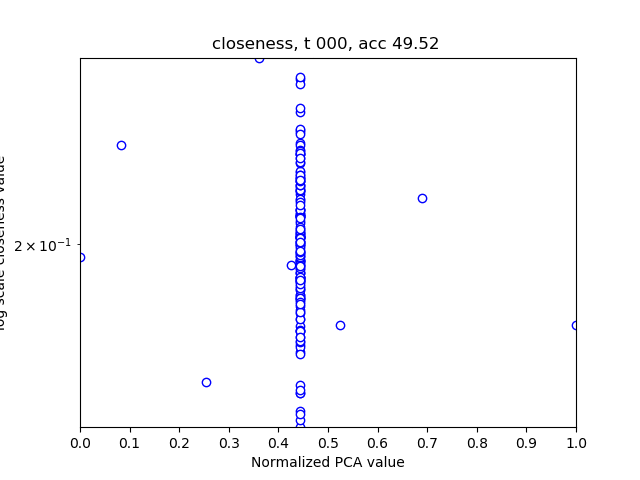 closeness, t 000, acc 49.52
log scale closeness value
2 × 10⁻¹
0.0 0.1 0.2 0.3 0.4 0.5 0.6 0.7 0.8 0.9 1.0
Normalized PCA value